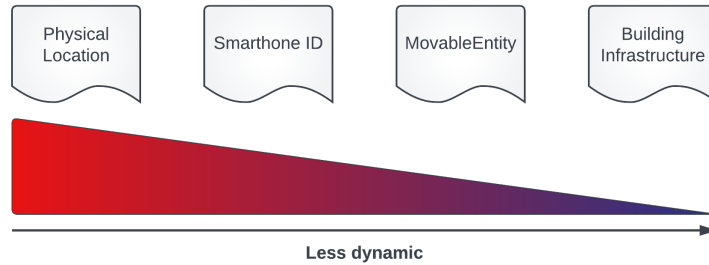 Physical
Location
Smarthone ID
MovableEntity
Building
Infrastructure
Less dynamic